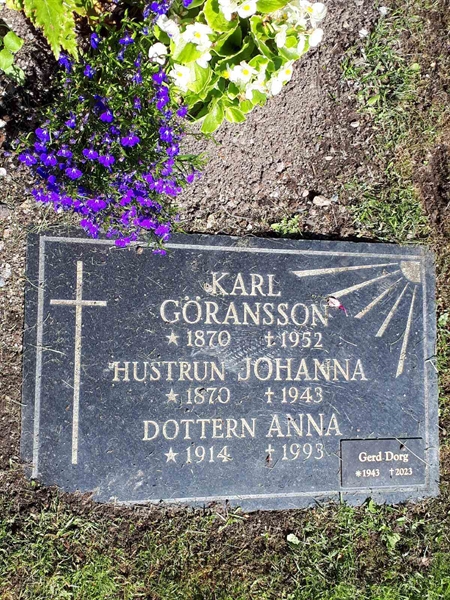 KARL
GÖRANSSON
★1870 †1952
HUSTRUN JOHANNA
★1870 †1943
DOTTERN ANNA
★1914 †1993
Gerd Dorg
*1943 †2023